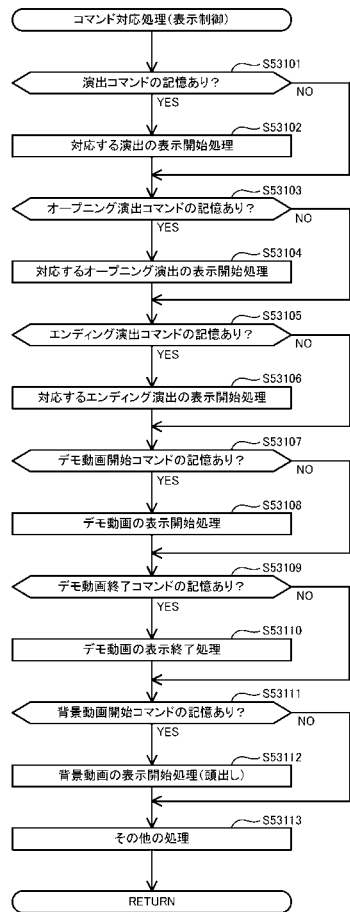 コマンド対応処理(表示制御)
S53101
演出コマンドの記憶あり?
NO
YES
S53102
対応する演出の表示開始処理
S53103
オープニング演出コマンドの記憶あり?
NO
YES
S53104
対応するオープニング演出の表示開始処理
S53105
エンディング演出コマンドの記憶あり?
NO
YES
S53106
対応するエンディング演出の表示開始処理
S53107
デモ動画開始コマンドの記憶あり?
NO
YES
S53108
デモ動画の表示開始処理
S53109
デモ動画終了コマンドの記憶あり?
NO
YES
S53110
デモ動画の表示終了処理
S53111
背景動画開始コマンドの記憶あり?
NO
YES
S53112
背景動画の表示開始処理(頭出し)
S53113
その他の処理
RETURN